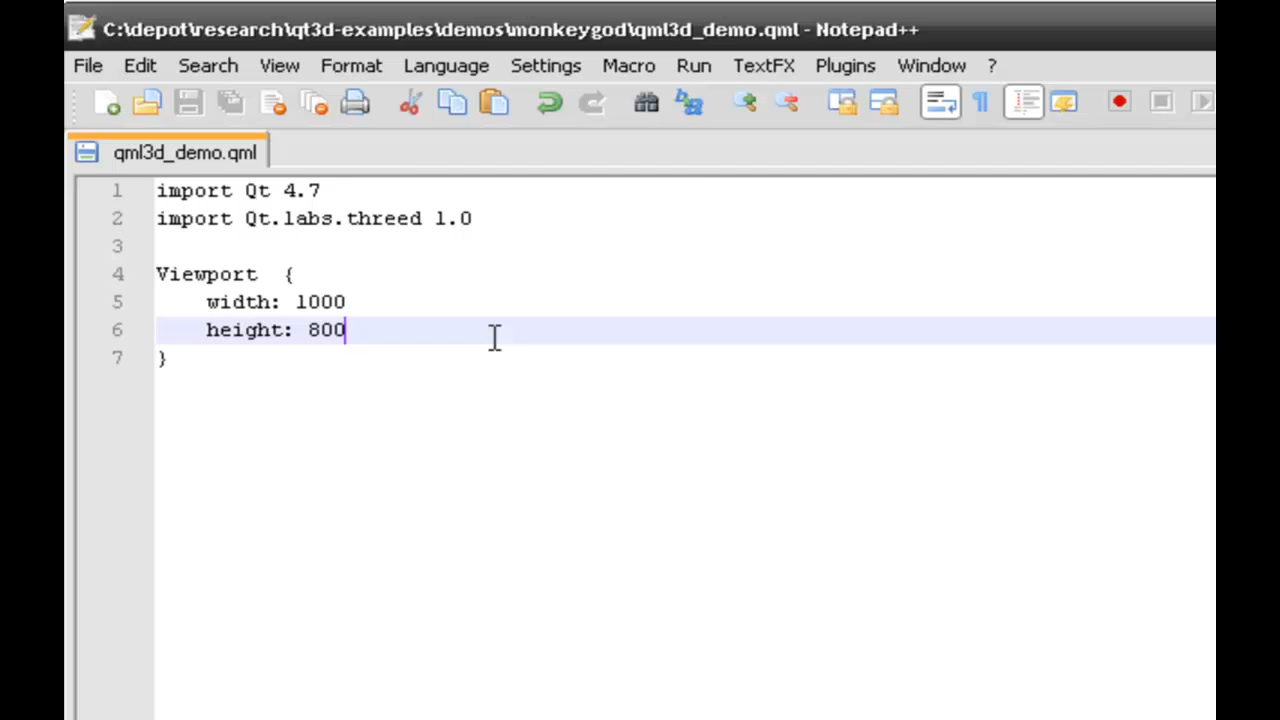 C:\depot\research\qt3d-examples\demos\monkeygod\qml3d_demo.qml - Notepad++
File Edit Search View Format Language Settings Macro Run TextFX Plugins Window ?
qml3d_demo.qml
1 import Qt 4.7
2 import Qt.labs.threed 1.0
3
4 Viewport  {
5     width: 1000
6     height: 800
7 }